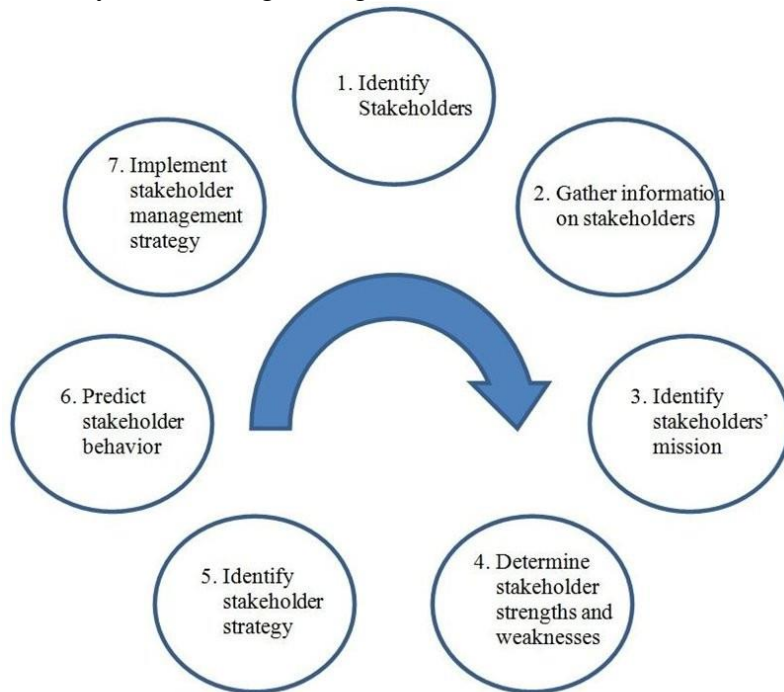 1. Identify
Stakeholders
2. Gather information
on stakeholders
3. Identify
stakeholders’
mission
4. Determine
stakeholder
strengths and
weaknesses
5. Identify
stakeholder
strategy
6. Predict
stakeholder
behavior
7. Implement
stakeholder
management
strategy